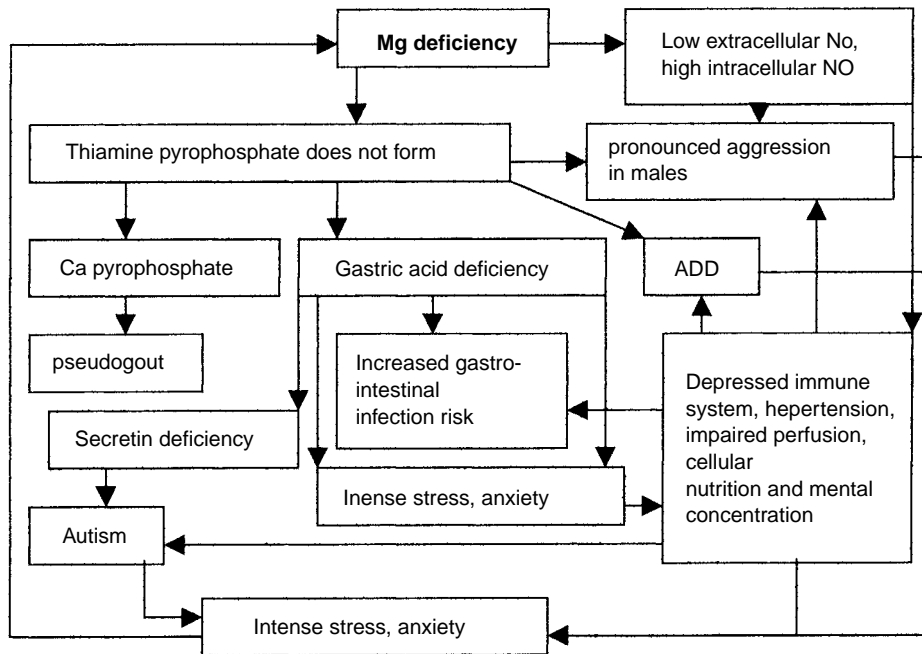 Mg deficiency
Low extracellular No,
high intracellular NO
Thiamine pyrophosphate does not form
pronounced aggression
in males
Ca pyrophosphate
Gastric acid deficiency
ADD
pseudogout
Increased gastro-
intestinal
infection risk
Depressed immune
system, hepertension,
impaired perfusion,
cellular
nutrition and mental
concentration
Secretin deficiency
Inense stress, anxiety
Autism
Intense stress, anxiety